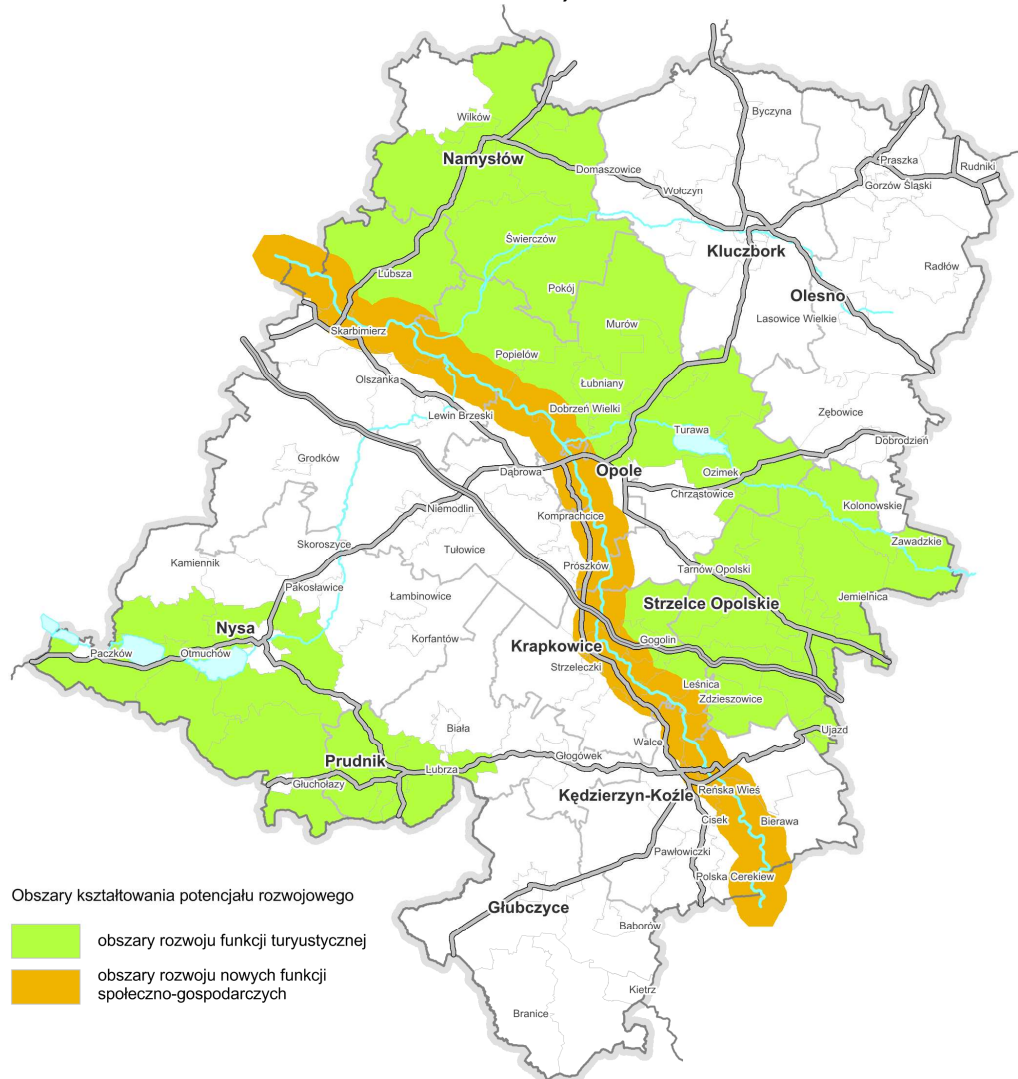 Wilków
Byczyna
Namysłów
Praszka
Rudniki
Domaszowice
Gorzów Śląski
Wołczyn
Świerczów
Kluczbork
Radłów
Lubsza
Pokój
Olesno
Lasowice Wielkie
Skarbimierz
Murów
Popielów
Olszanka
Łubniany
Lewin Brzeski
Dobrzeń Wielki
Zębowice
Turawa
Dobrodzień
Grodków
Dąbrowa
Opole
Ozimek
Chrząstowice
Kolonowskie
Niemodlin
Komprachcice
Skoroszyce
Tułowice
Zawadzkie
Kamiennik
Prószków
Tarnów Opolski
Pakosławice
Łambinowice
Strzelce Opolskie
Jemielnica
Nysa
Korfantów
Gogolin
Paczków
Otmuchów
Krapkowice
Strzeleczki
Leśnica
Zdzieszowice
Biała
Ujazd
Walce
Prudnik
Lubrza
Głogówek
Głuchołazy
Kędzierzyn-Koźle
Reńska Wieś
Cisek
Bierawa
Pawłowiczki
Polska Cerekiew
Głubczyce
Baborów
Kietrz
Branice
Obszary kształtowania potencjału rozwojowego
obszary rozwoju funkcji turyustycznej
obszary rozwoju nowych funkcji
społeczno-gospodarczych